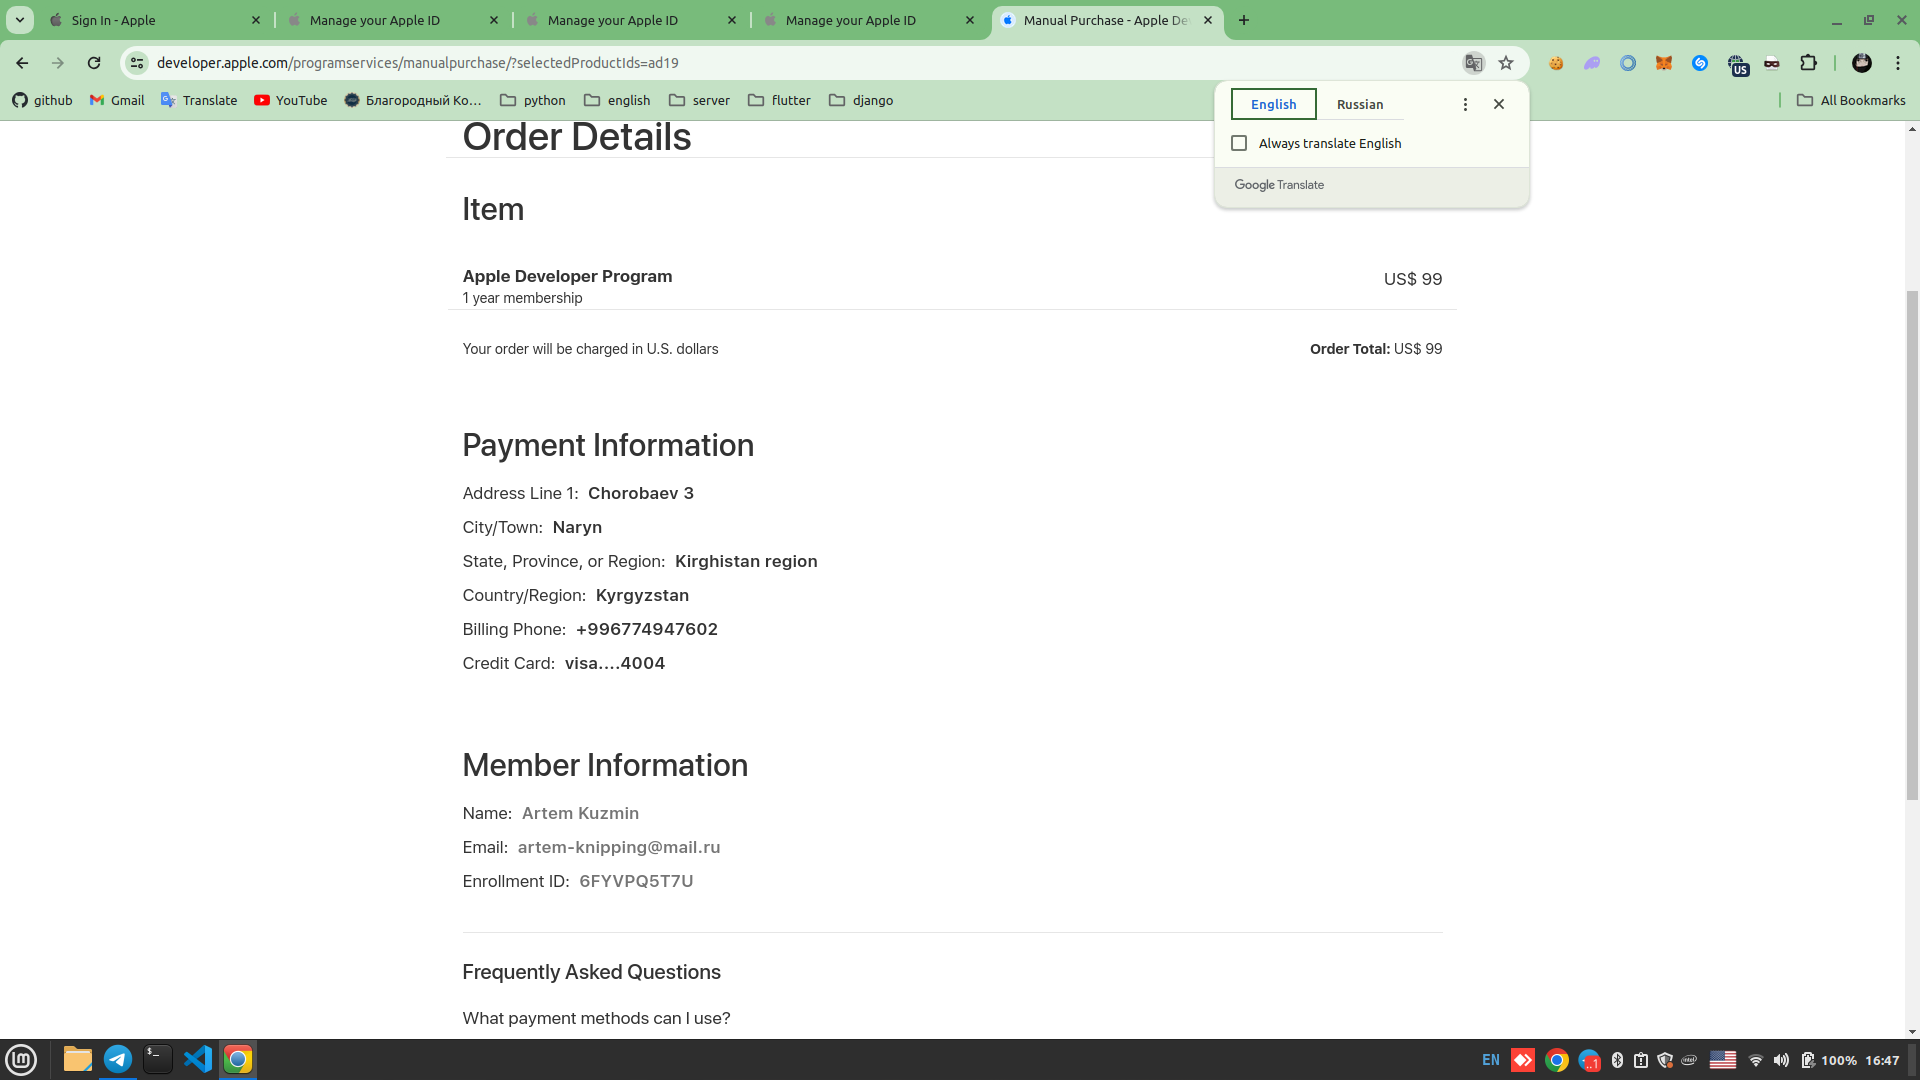 Sign In - Apple
Manage your Apple ID
Manage your Apple ID
Manage your Apple ID
Manual Purchase - Apple De
developer.apple.com/programservices/manualpurchase/?selectedProductIds=ad19
US
github
Gmail
Translate
YouTube
Благородный Ко...
python
english
server
flutter
django
All Bookmarks
English
Russian
Always translate English
Google Translate
Order Details
Item
Apple Developer Program
US$ 99
1 year membership
Your order will be charged in U.S. dollars
Order Total: US$ 99
Payment Information
Address Line 1: Chorobaev 3
City/Town: Naryn
State, Province, or Region: Kirghistan region
Country/Region: Kyrgyzstan
Billing Phone: +996774947602
Credit Card: visa....4004
Member Information
Name: Artem Kuzmin
Email: artem-knipping@mail.ru
Enrollment ID: 6FYVPQ5T7U
Frequently Asked Questions
What payment methods can I use?
EN
100%
16:47